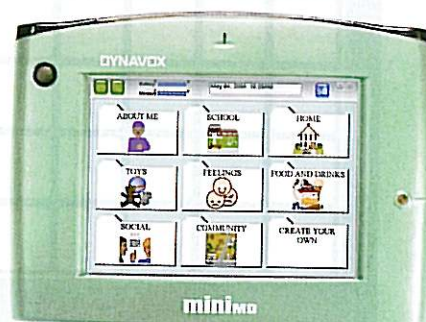 DYNAVOX
ABOUT ME
SCHOOL
HOME
TOYS
FEELINGS
FOOD AND DRINKS
SOCIAL
COMMUNITY
CREATE YOUR
OWN
miniMO